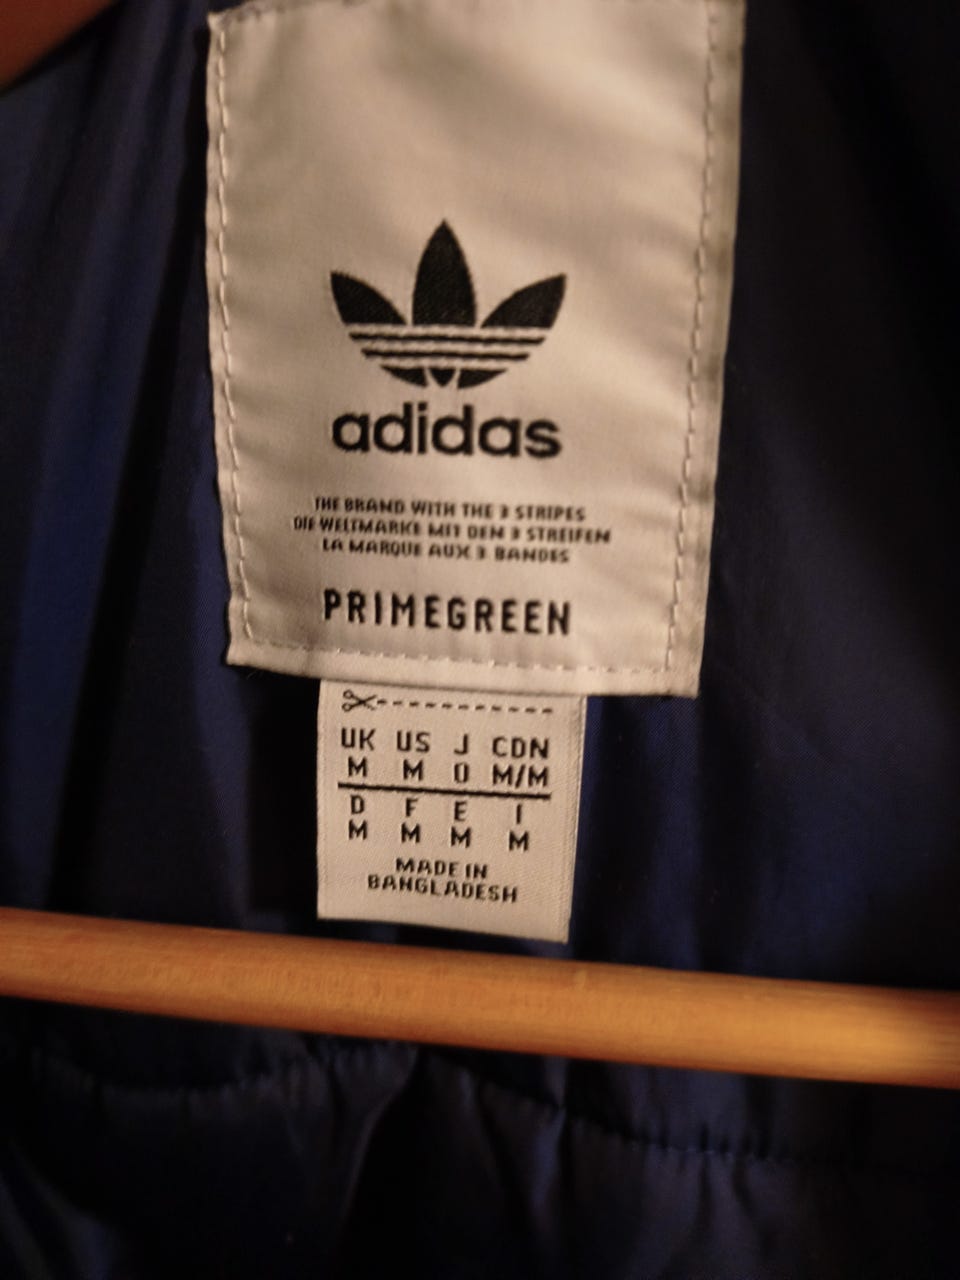 adidas
THE BRAND WITH THE 3 STRIPES
DIE WELTMARKE MIT DEN 3 STREIFEN
LA MARQUE AUX 3 BANDES
PRIMEGREEN
UK US J CDN
M M O M/M
D F E I
M M M M
MADE IN
BANGLADESH